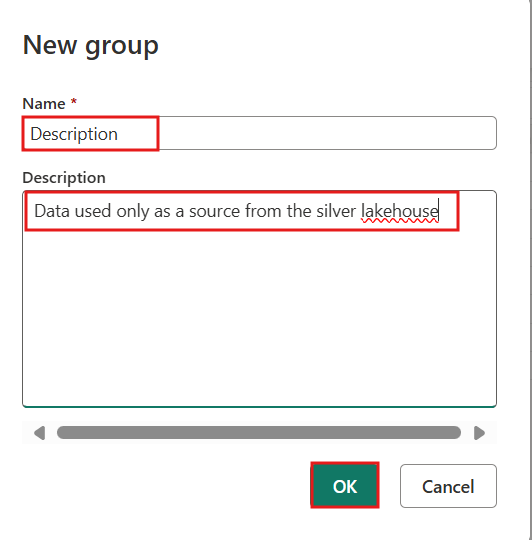 New group
Name *
Description
Description
Data used only as a source from the silver lakehouse
OK
Cancel